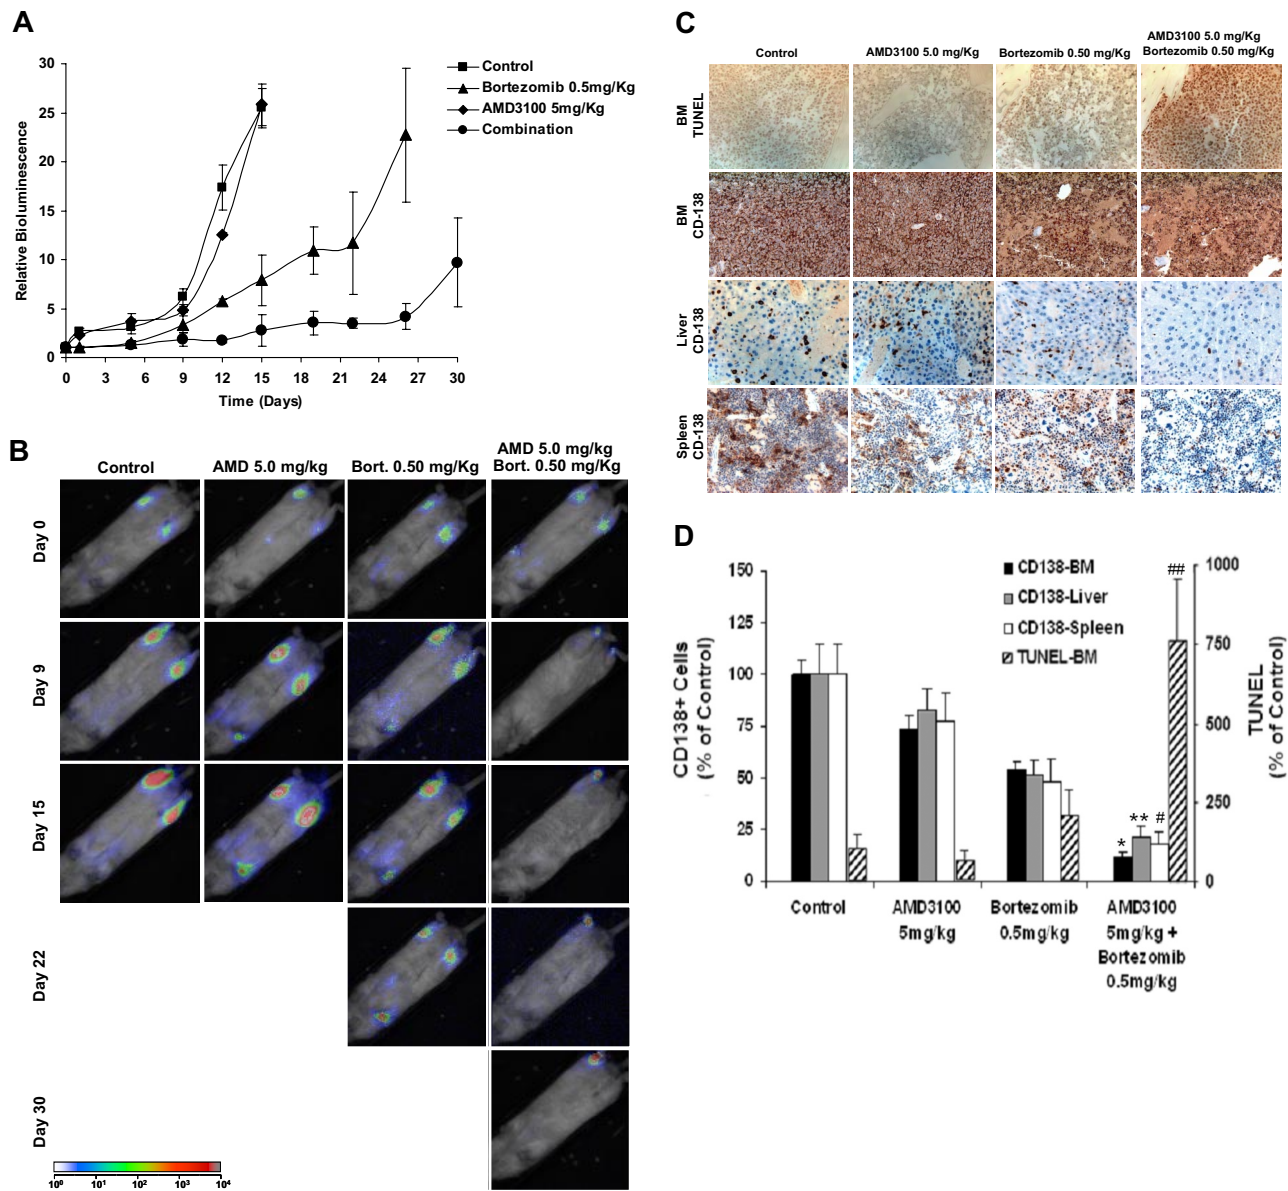 A
30
25
20
15
10
5
0
Relative Bioluminescence
0 3 6 9 12 15 18 21 24 27 30
Time (Days)
Control
Bortezomib 0.5mg/Kg
AMD3100 5mg/Kg
Combination
B
Control
AMD 5.0 mg/kg
Bort. 0.50 mg/Kg
AMD 5.0 mg/kg
Bort. 0.50 mg/Kg
Day 0
Day 9
Day 15
Day 22
Day 30
10⁰ 10¹ 10² 10³ 10⁴
C
Control
AMD3100 5.0 mg/Kg
Bortezomib 0.50 mg/Kg
AMD3100 5.0 mg/Kg
Bortezomib 0.50 mg/Kg
BM
TUNEL
BM
CD-138
Liver
CD-138
Spleen
CD-138
D
150
125
100
75
50
25
0
CD138+ Cells
(% of Control)
CD138-BM
CD138-Liver
CD138-Spleen
TUNEL-BM
* ** # ##
1000
750
500
250
0
TUNEL
(% of Control)
Control
AMD3100
5mg/kg
Bortezomib
0.5mg/kg
AMD3100
5mg/kg +
Bortezomib
0.5mg/kg